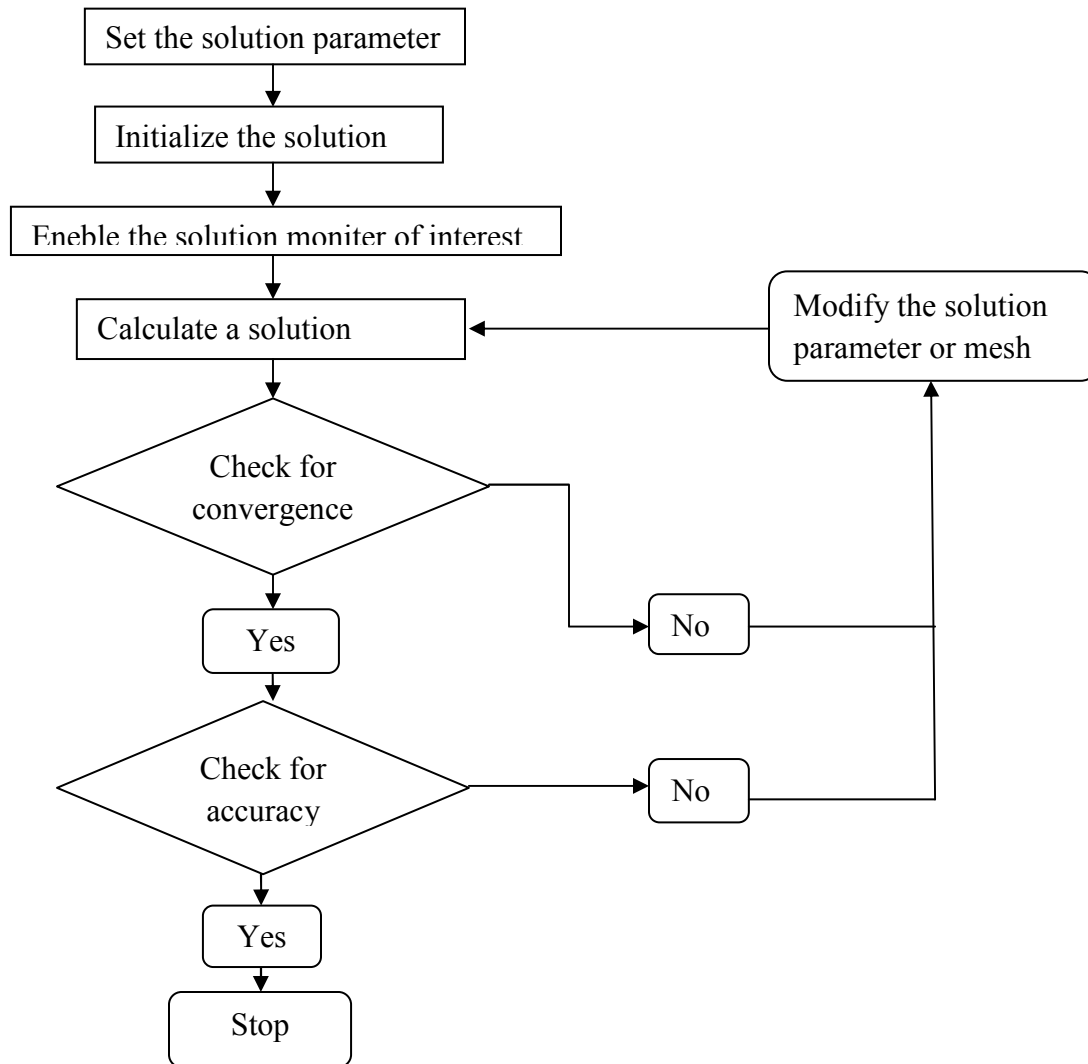 Set the solution parameter
Initialize the solution
Eneble the solution moniter of interest
Calculate a solution
Modify the solution
parameter or mesh
Check for
convergence
No
Yes
Check for
accuracy
No
Yes
Stop